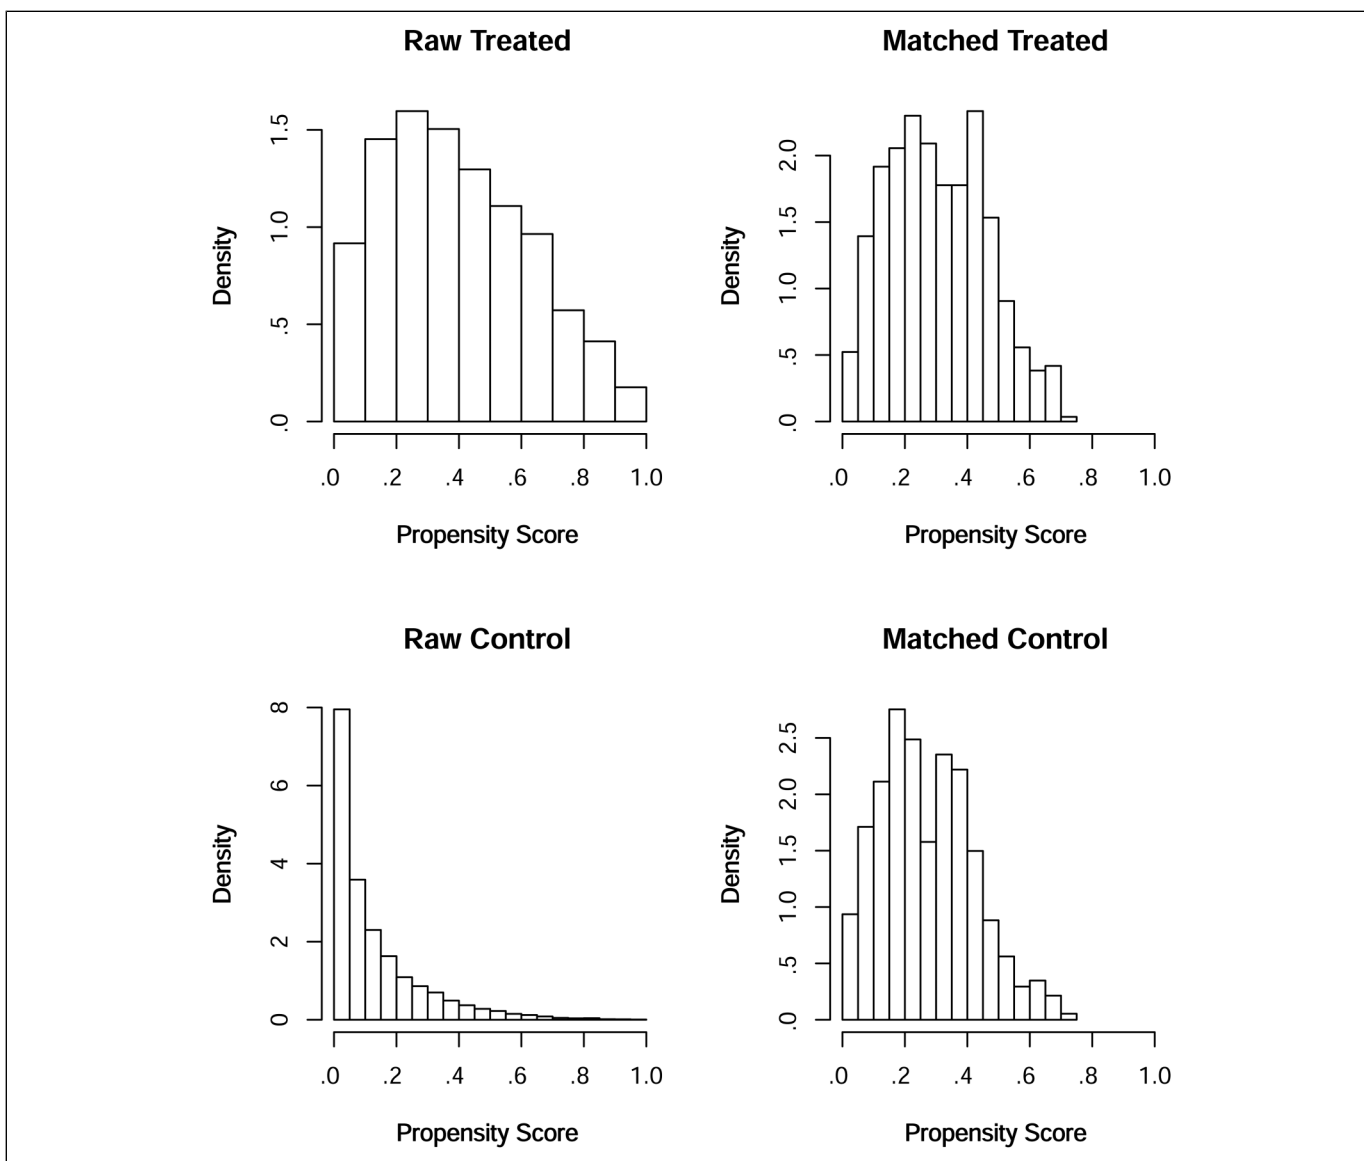 Raw Treated
Density
.0 .5 1.0 1.5
.0 .2 .4 .6 .8 1.0
Propensity Score
Matched Treated
Density
.0 .5 1.0 1.5 2.0
.0 .2 .4 .6 .8 1.0
Propensity Score
Raw Control
Density
0 2 4 6 8
.0 .2 .4 .6 .8 1.0
Propensity Score
Matched Control
Density
.0 .5 1.0 1.5 2.0 2.5
.0 .2 .4 .6 .8 1.0
Propensity Score